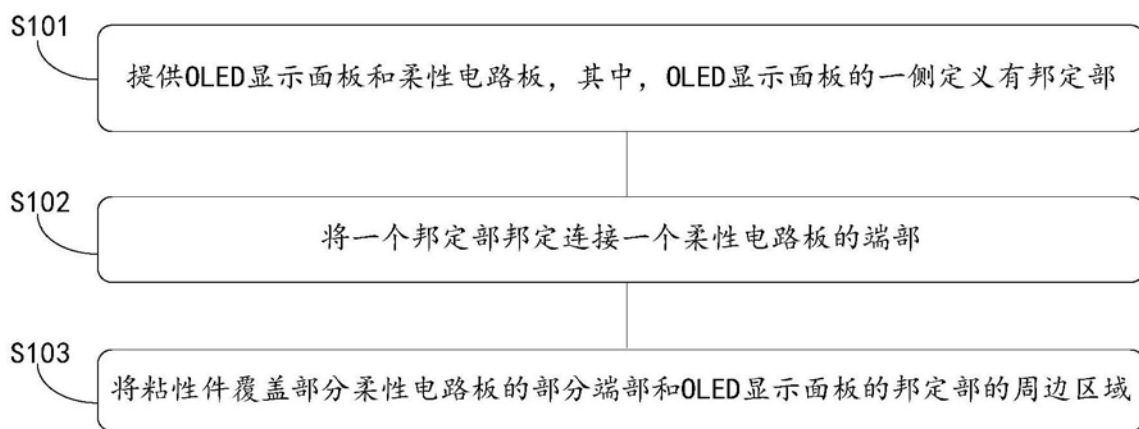 S101
提供OLED显示面板和柔性电路板，其中，OLED显示面板的一侧定义有邦定部
S102
将一个邦定部邦定连接一个柔性电路板的端部
S103
将粘性件覆盖部分柔性电路板的部分端部和OLED显示面板的邦定部的周边区域